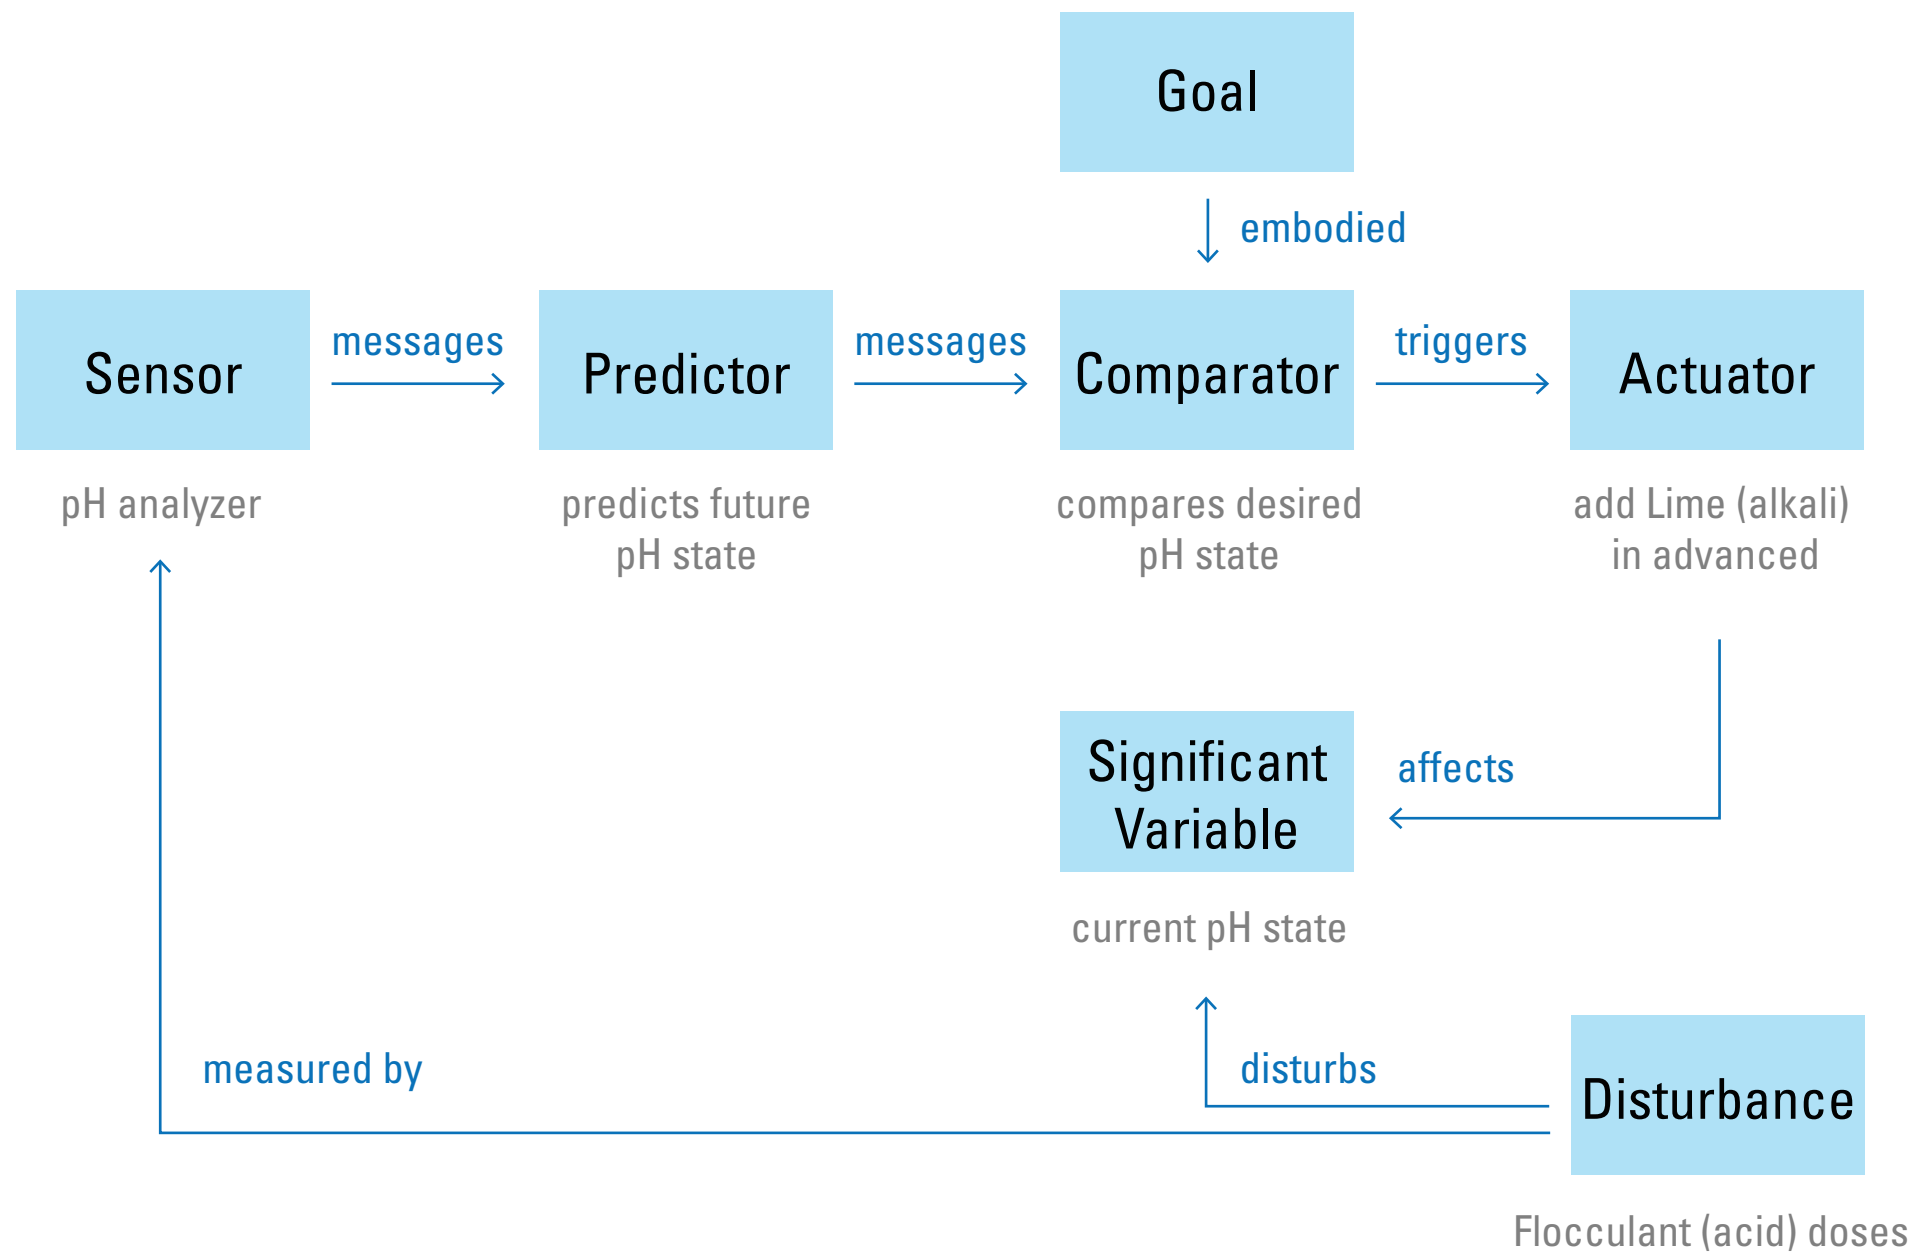 Goal
embodied
Sensor
messages
Predictor
messages
Comparator
triggers
Actuator
pH analyzer
predicts future
pH state
compares desired
pH state
add Lime (alkali)
in advanced
Significant
Variable
affects
current pH state
measured by
disturbs
Disturbance
Flocculant (acid) doses